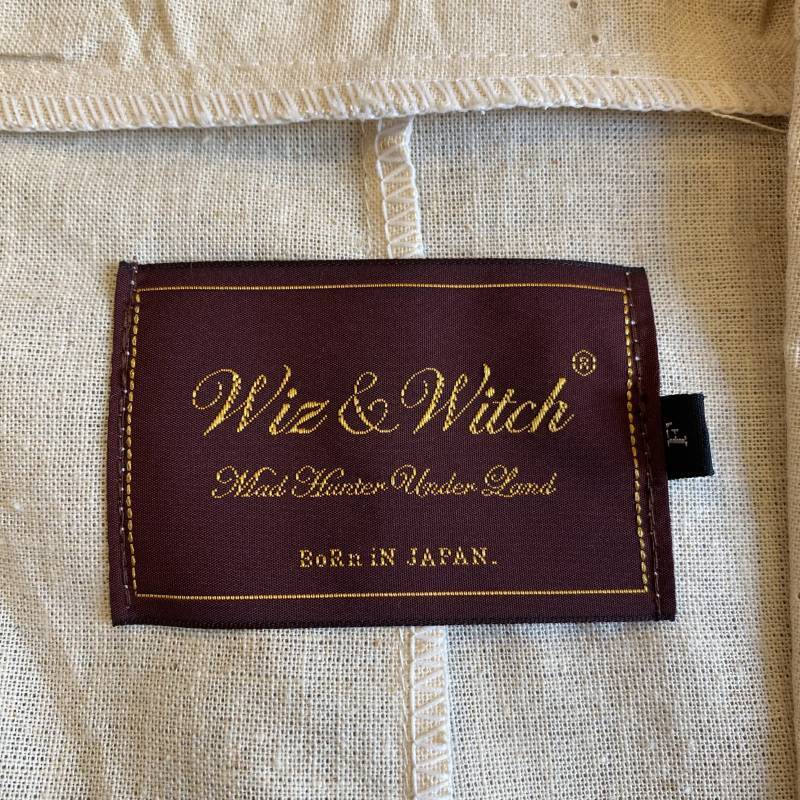 Wiz & Witch®
Mad Hunter Under Land
BoRn iN JAPAN.
F